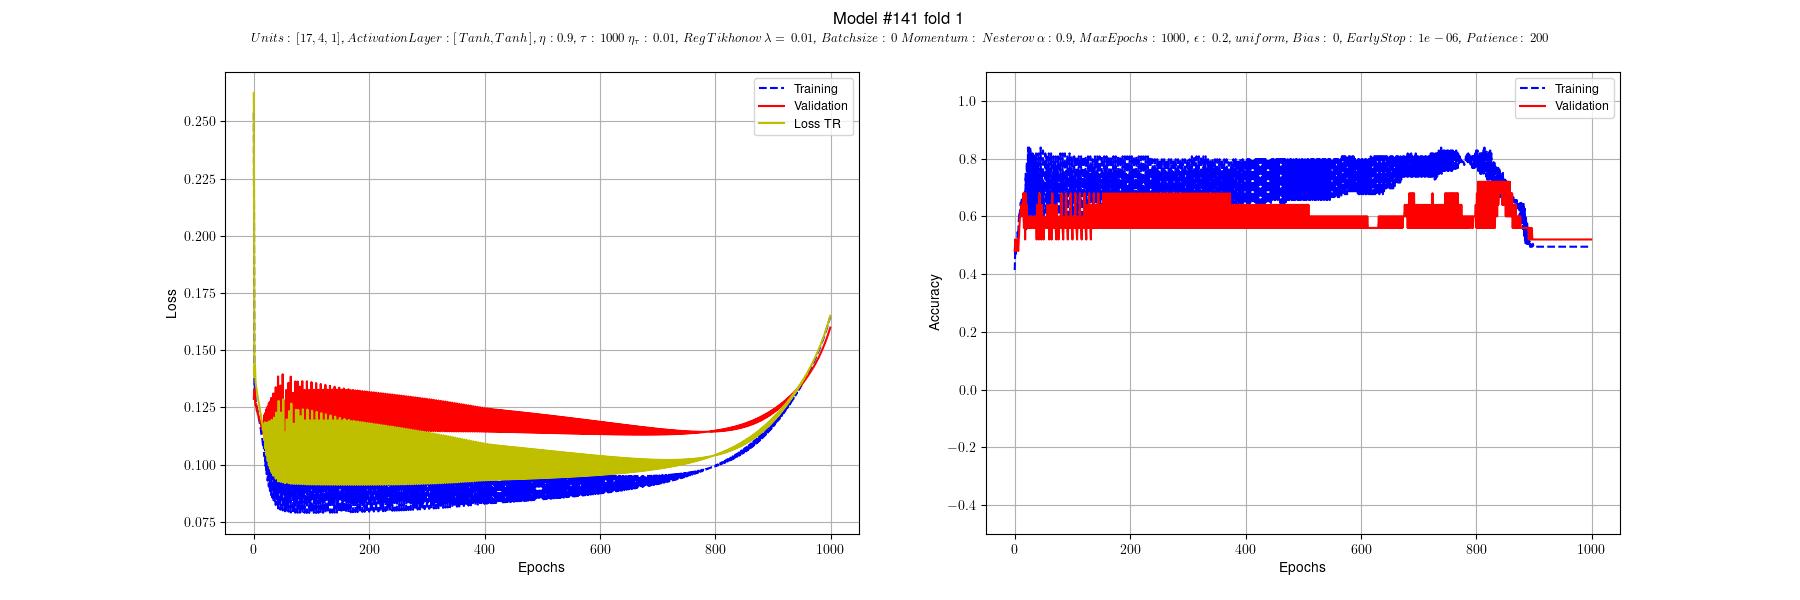 Model #141 fold 1
Units : [17, 4, 1], ActivationLayer : [Tanh, Tanh], η : 0.9, τ : 1000 ητ : 0.01, RegTikhonov λ = 0.01, Batchsize : 0 Momentum : Nesterov α : 0.9, MaxEpochs : 1000, ϵ : 0.2, uniform, Bias : 0, EarlyStop : 1e − 06, Patience : 200
Loss
0.250
0.225
0.200
0.175
0.150
0.125
0.100
0.075
0 200 400 600 800 1000
Epochs
Training
Validation
Loss TR
Accuracy
1.0
0.8
0.6
0.4
0.2
0.0
−0.2
−0.4
0 200 400 600 800 1000
Epochs
Training
Validation